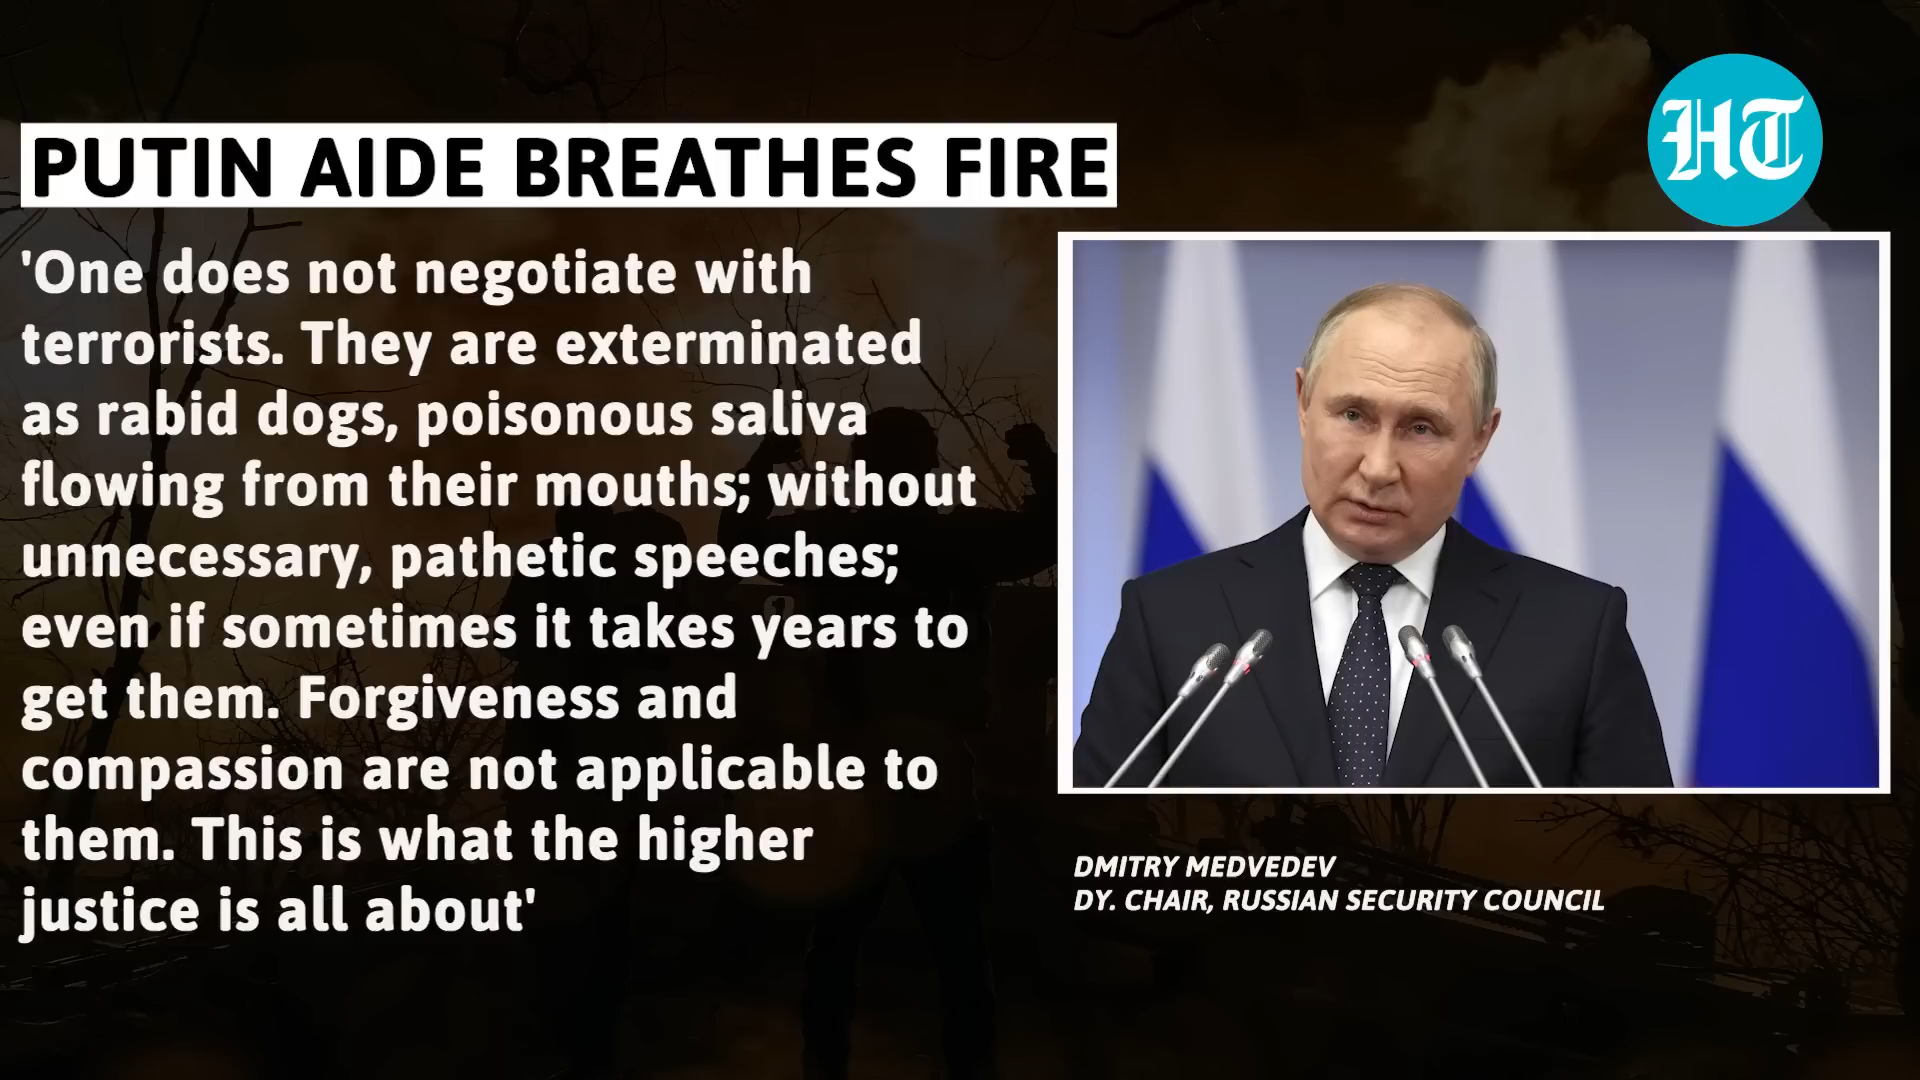 HT
PUTIN AIDE BREATHES FIRE
'One does not negotiate with
terrorists. They are exterminated
as rabid dogs, poisonous saliva
flowing from their mouths; without
unnecessary, pathetic speeches;
even if sometimes it takes years to
get them. Forgiveness and
compassion are not applicable to
them. This is what the higher
justice is all about'
DMITRY MEDVEDEV
DY. CHAIR, RUSSIAN SECURITY COUNCIL